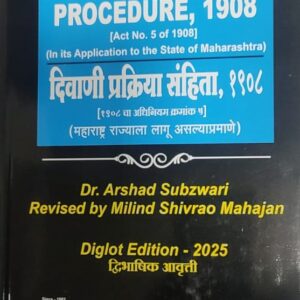 PROCEDURE, 1908
[Act No. 5 of 1908]
(In its Application to the State of Maharashtra)
दिवाणी प्रक्रिया संहिता, १९०८
[१९०८ चा अधिनियम क्रमांक ५]
(महाराष्ट्र राज्याला लागू असल्याप्रमाणे)
Dr. Arshad Subzwari
Revised by Milind Shivrao Mahajan
Diglot Edition - 2025
द्विभाषिक आवृत्ती